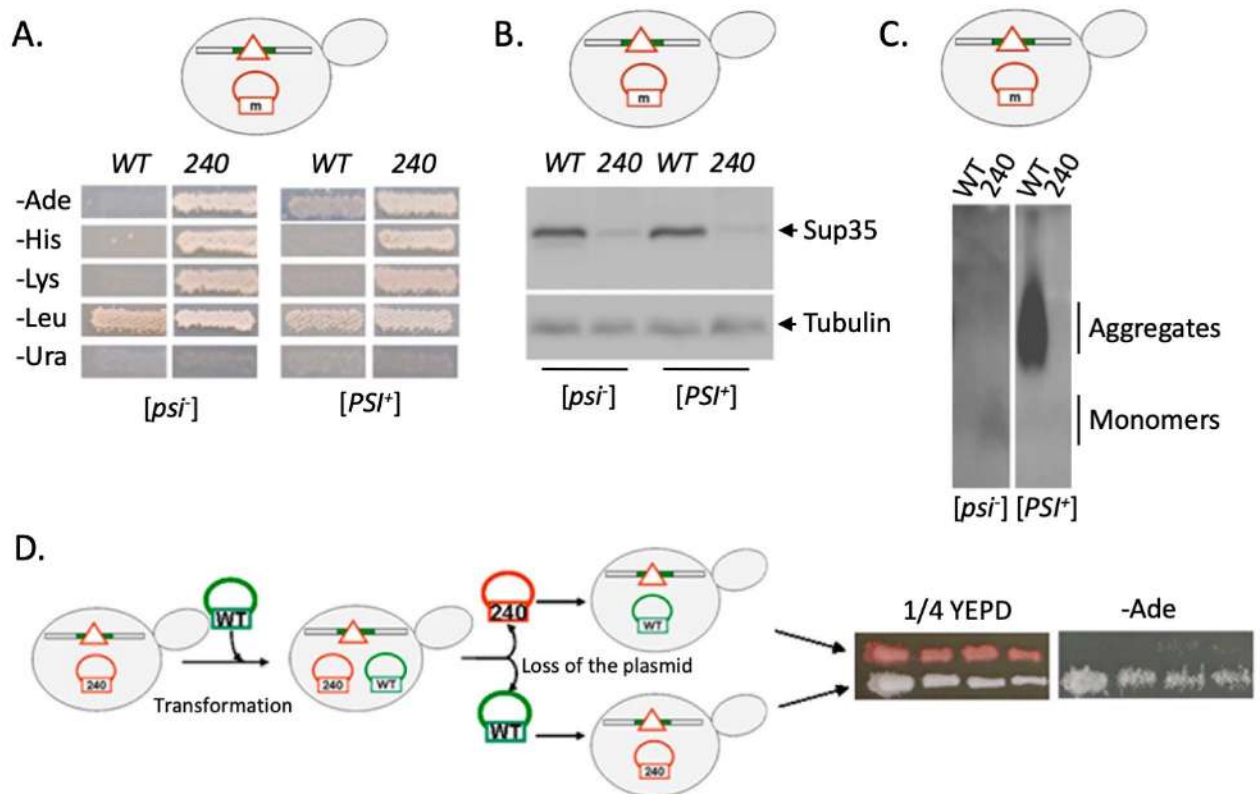 A.
B.
C.
m
m
m
WT 240 WT 240
-Ade
-His
-Lys
-Leu
-Ura
[psi-] [PSI+]
WT 240 WT 240
Sup35
Tubulin
[psi-] [PSI+]
WT 240 WT 240
Aggregates
Monomers
[psi-] [PSI+]
D.
240
WT
Transformation
240 WT
240
Loss of the plasmid
WT
WT
240
1/4 YEPD -Ade